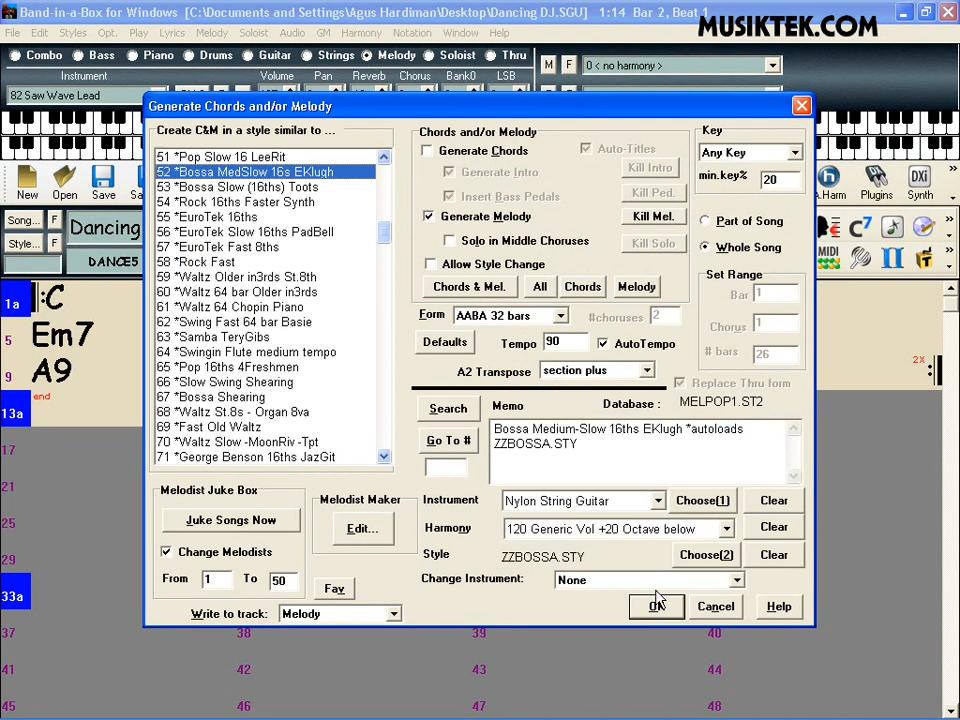 Band-in-a-Box for Windows [C:\Documents and Settings\Agus Hardiman\Desktop\Dancing DJ.SGU] 1:14 Bar 2, Beat 1
MUSIKTEK.COM
File Edit Styles Opt. Play Lyrics Melody Soloist Audio GM Harmony Notation Window Help
Combo Bass Piano Drums Guitar Strings Melody Soloist Thru
Instrument Volume Pan Reverb Chorus Bank0 LSB
M F 0 < no harmony >
82 Saw Wave Lead
Generate Chords and/or Melody
Create C&M in a style similar to ...
51 *Pop Slow 16 LeeRit
52 *Bossa MedSlow 16s EKlugh
53 *Bossa Slow (16ths) Toots
54 *Rock 16ths Faster Synth
55 *EuroTek 16ths
56 *EuroTek Slow 16ths PadBell
57 *EuroTek Fast 8ths
58 *Rock Fast
59 *Waltz Older in3rds St.8th
60 *Waltz 64 bar Older in3rds
61 *Waltz 64 Chopin Piano
62 *Swing Fast 64 bar Basie
63 *Samba TeryGibs
64 *Swingin Flute medium tempo
65 *Pop 16ths 4Freshmen
66 *Slow Swing Shearing
67 *Bossa Shearing
68 *Waltz St.8s - Organ 8va
69 *Fast Old Waltz
70 *Waltz Slow -MoonRiv -Tpt
71 *George Benson 16ths JazGit
Chords and/or Melody
Generate Chords
Auto-Titles
Generate Intro
Kill Intro
Insert Bass Pedals
Kill Ped.
Generate Melody
Kill Mel.
Solo in Middle Choruses
Kill Solo
Allow Style Change
Chords & Mel. All Chords Melody
Form AABA 32 bars #choruses 2
Defaults Tempo 90 AutoTempo
A2 Transpose section plus
Key
Any Key
min.key% 20
Part of Song
Whole Song
Set Range
Bar 1
Chorus 1
# bars 26
Replace Thru form
Search Memo Database : MELPOP1.ST2
Go To #
Bossa Medium-Slow 16ths EKlugh *autoloads
ZZBOSSA.STY
Instrument Nylon String Guitar Choose(1) Clear
Harmony 120 Generic Vol +20 Octave below Clear
Style ZZBOSSA.STY Choose(2) Clear
Change Instrument: None
OK Cancel Help
Melodist Juke Box
Juke Songs Now
Change Melodists
From 1 To 50
Melodist Maker
Edit...
Fav
Write to track: Melody
New Open Save
.Harm Plugins Control
Song... F
Style... F
Dancing
DANCE5
C7
MIDI
1a :C
5 Em7
9 A9
2X
:
end
13a
17
21
25
29
33a
37 38 39 40
41 42 43 44
45 46 47 48